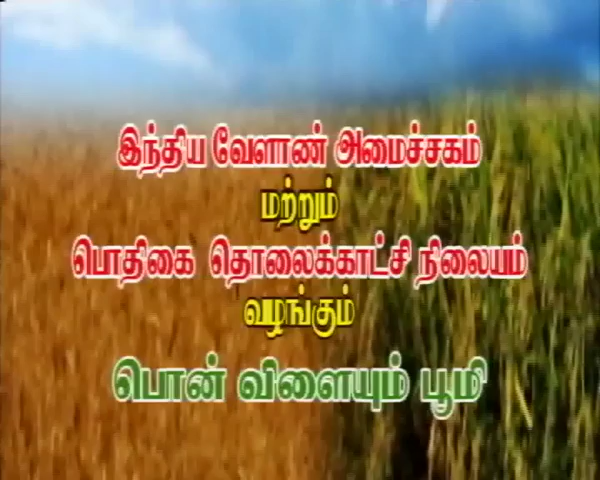 இந்திய வேளாண் அமைச்சகம்
மற்றும்
பொதிகை தொலைக்காட்சி நிலையம்
வழங்கும்
பொன் விளையும் பூமி